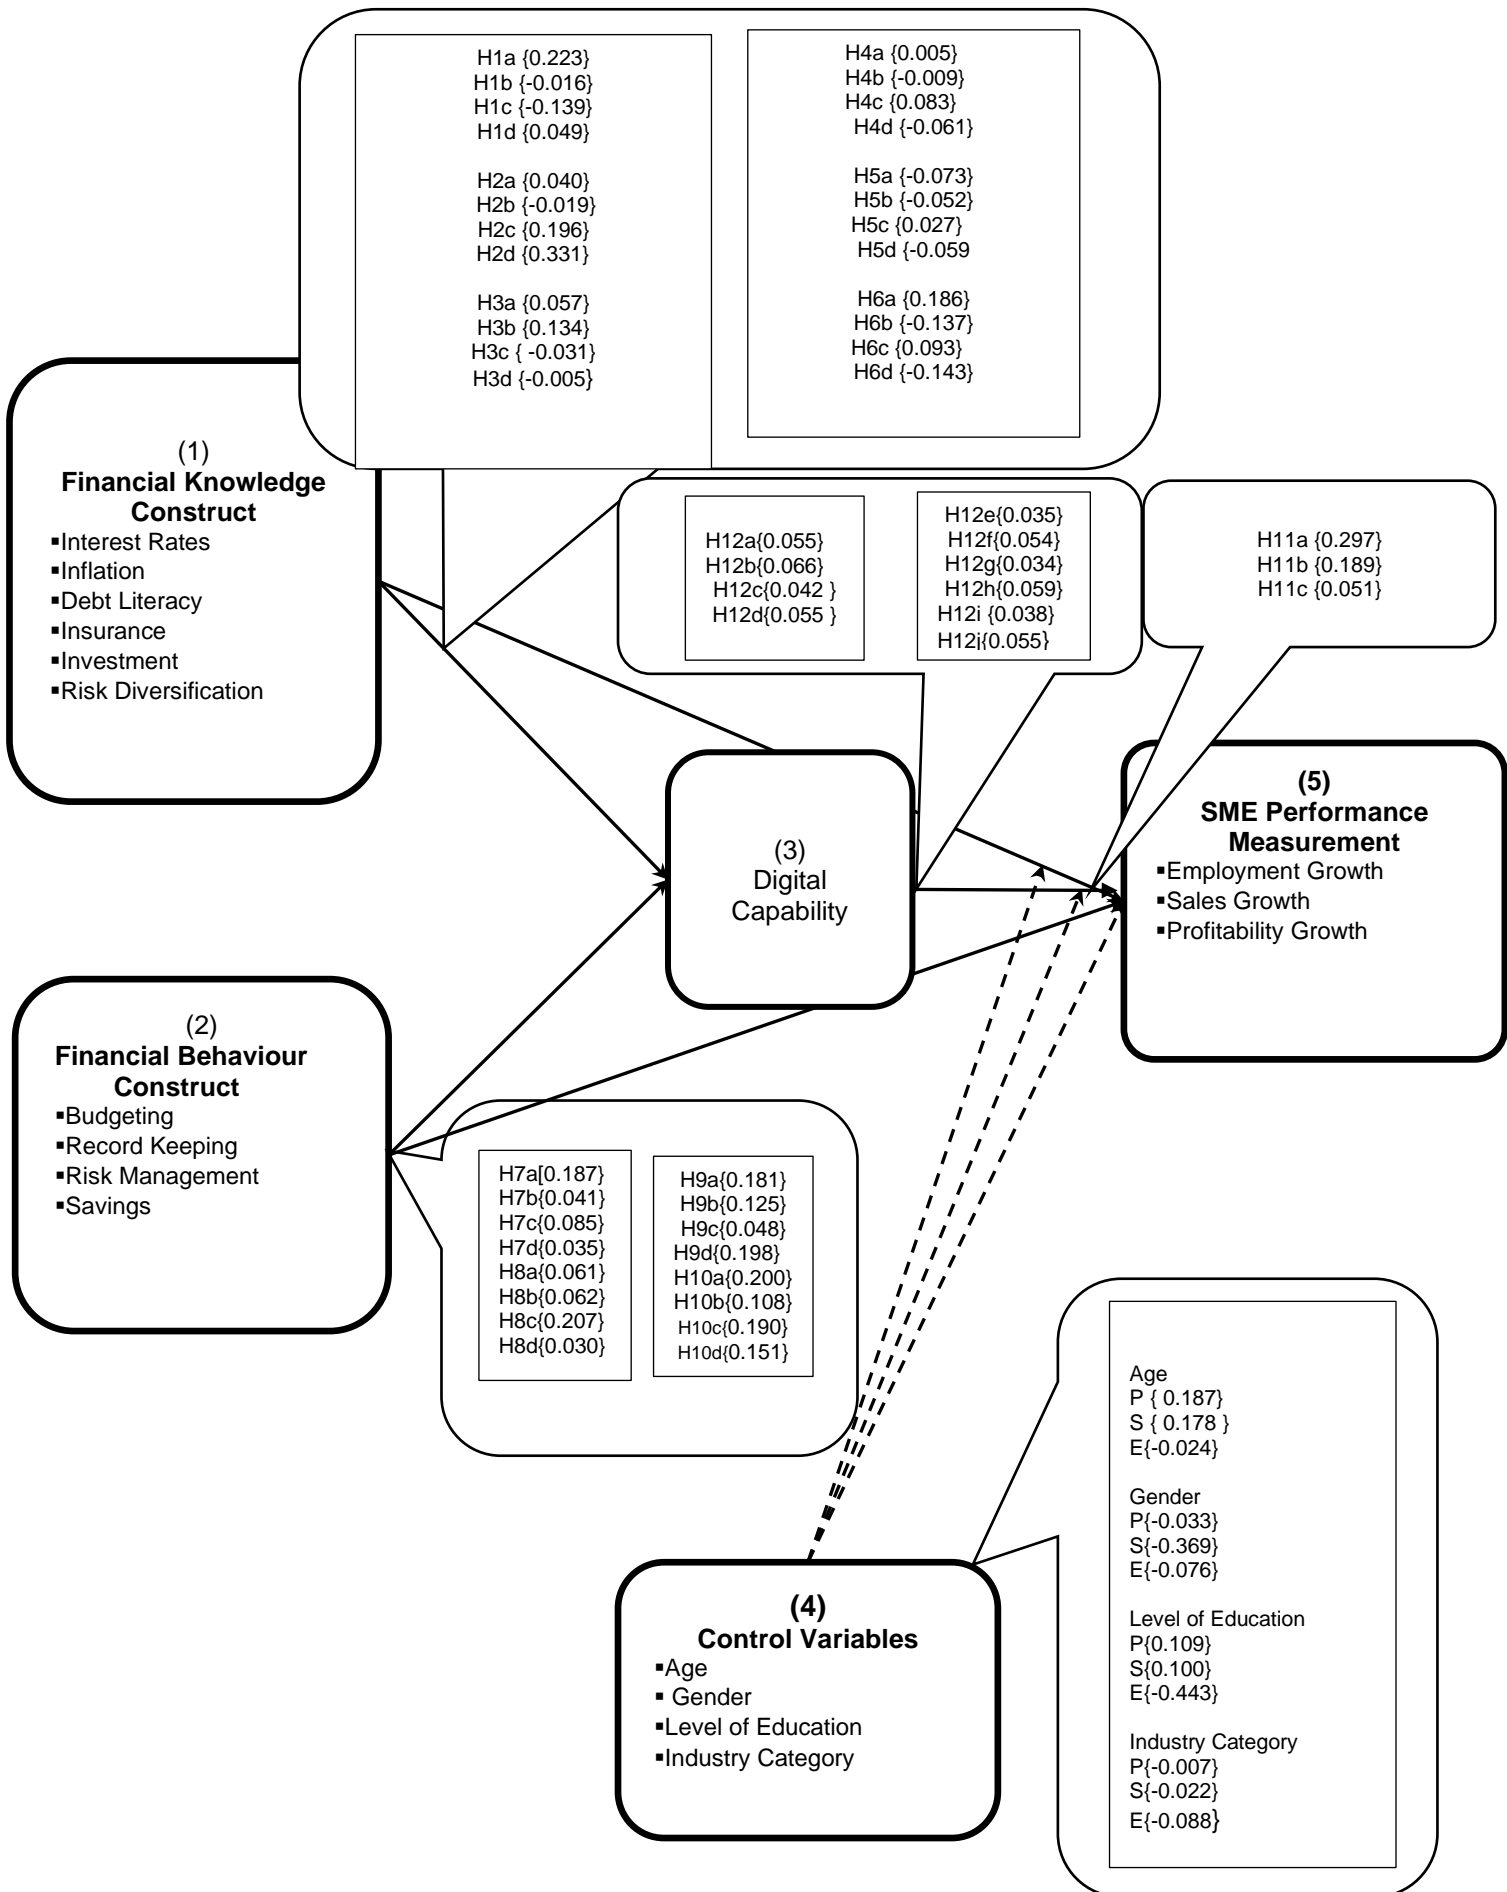 H1a {0.223}
H1b {-0.016}
H1c {-0.139}
H1d {0.049}
H2a {0.040}
H2b {-0.019}
H2c {0.196}
H2d {0.331}
H3a {0.057}
H3b {0.134}
H3c { -0.031}
H3d {-0.005}
H4a {0.005}
H4b {-0.009}
H4c {0.083}
H4d {-0.061}
H5a {-0.073}
H5b {-0.052}
H5c {0.027}
H5d {-0.059
H6a {0.186}
H6b {-0.137}
H6c {0.093}
H6d {-0.143}
(1)
Financial Knowledge
Construct
▪Interest Rates
▪Inflation
▪Debt Literacy
▪Insurance
▪Investment
▪Risk Diversification
H12a{0.055}
H12b{0.066}
H12c{0.042 }
H12d{0.055 }
H12e{0.035}
H12f{0.054}
H12g{0.034}
H12h{0.059}
H12i {0.038}
H12j{0.055}
H11a {0.297}
H11b {0.189}
H11c {0.051}
(3)
Digital
Capability
(5)
SME Performance
Measurement
▪Employment Growth
▪Sales Growth
▪Profitability Growth
(2)
Financial Behaviour
Construct
▪Budgeting
▪Record Keeping
▪Risk Management
▪Savings
H7a[0.187}
H7b{0.041}
H7c{0.085}
H7d{0.035}
H8a{0.061}
H8b{0.062}
H8c{0.207}
H8d{0.030}
H9a{0.181}
H9b{0.125}
H9c{0.048}
H9d{0.198}
H10a{0.200}
H10b{0.108}
H10c{0.190}
H10d{0.151}
(4)
Control Variables
▪Age
▪ Gender
▪Level of Education
▪Industry Category
Age
P { 0.187}
S { 0.178 }
E{-0.024}
Gender
P{-0.033}
S{-0.369}
E{-0.076}
Level of Education
P{0.109}
S{0.100}
E{-0.443}
Industry Category
P{-0.007}
S{-0.022}
E{-0.088}